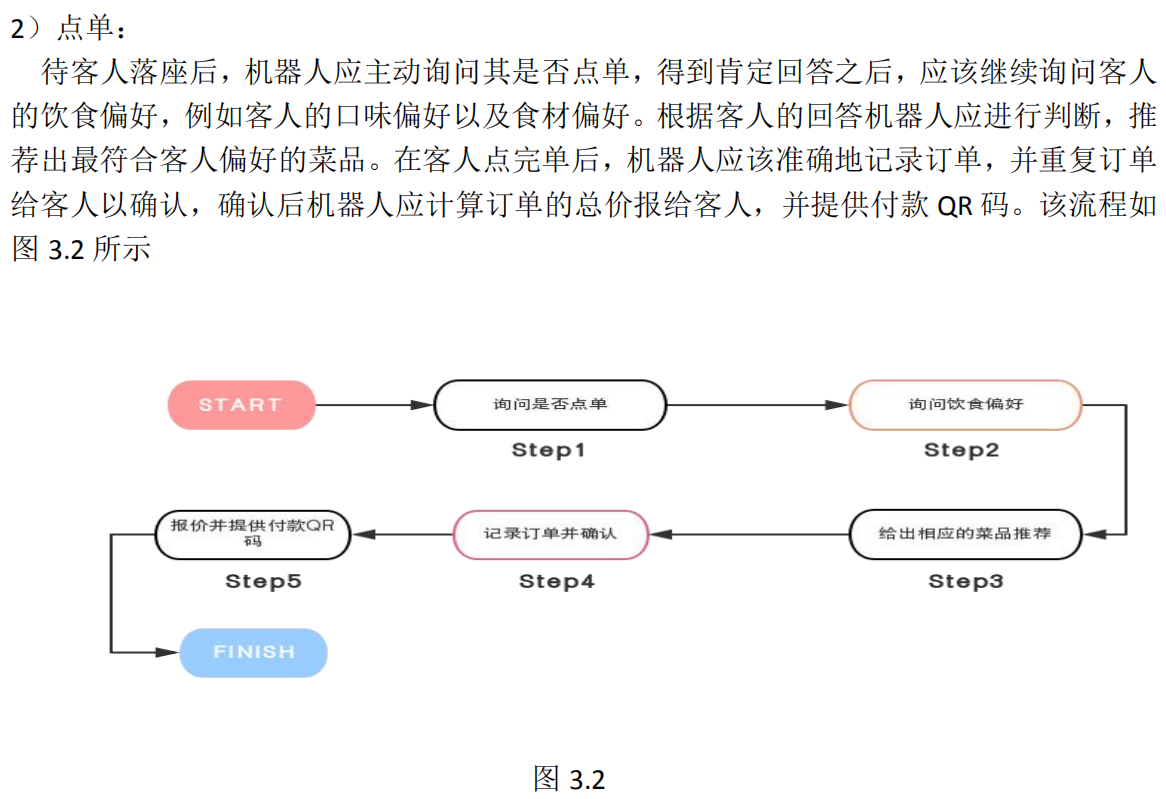 2）点单：
待客人落座后，机器人应主动询问其是否点单，得到肯定回答之后，应该继续询问客人
的饮食偏好，例如客人的口味偏好以及食材偏好。根据客人的回答机器人应进行判断，推
荐出最符合客人偏好的菜品。在客人点完单后，机器人应该准确地记录订单，并重复订单
给客人以确认，确认后机器人应计算订单的总价报给客人，并提供付款 QR 码。该流程如
图 3.2 所示
START
询问是否点单
Step1
询问饮食偏好
Step2
给出相应的菜品推荐
Step3
记录订单并确认
Step4
报价并提供付款QR
码
Step5
FINISH
图 3.2